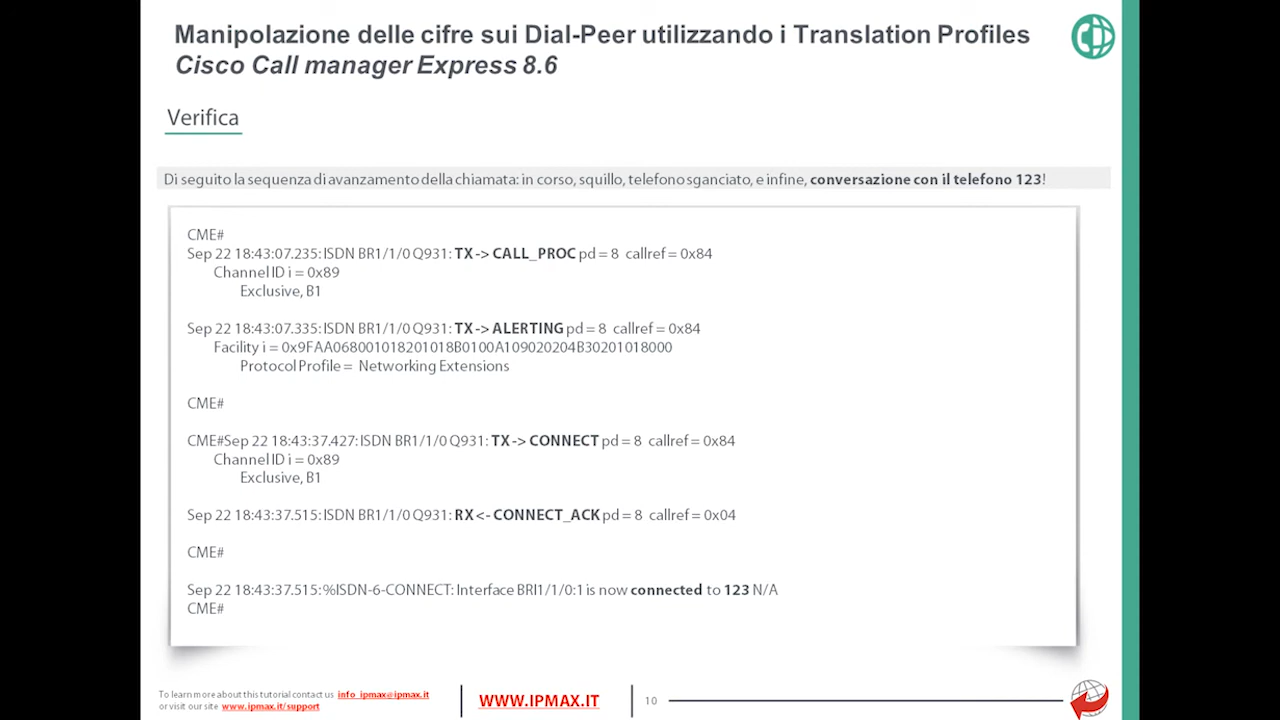 Manipolazione delle cifre sui Dial-Peer utilizzando i Translation Profiles
Cisco Call manager Express 8.6
Verifica
Di seguito la sequenza di avanzamento della chiamata: in corso, squillo, telefono sganciato, e infine, conversazione con il telefono 123!
CME#
Sep 22 18:43:07.235: ISDN BR1/1/0 Q931: TX -> CALL_PROC pd = 8 callref = 0x84
Channel ID i = 0x89
Exclusive, B1
Sep 22 18:43:07.335: ISDN BR1/1/0 Q931: TX -> ALERTING pd = 8 callref = 0x84
Facility i = 0x9FAA068001018201018B0100A109020204B30201018000
Protocol Profile = Networking Extensions
CME#
CME#Sep 22 18:43:37.427: ISDN BR1/1/0 Q931: TX -> CONNECT pd = 8 callref = 0x84
Channel ID i = 0x89
Exclusive, B1
Sep 22 18:43:37.515: ISDN BR1/1/0 Q931: RX <- CONNECT_ACK pd = 8 callref = 0x04
CME#
Sep 22 18:43:37.515: %ISDN-6-CONNECT: Interface BRI1/1/0:1 is now connected to 123 N/A
CME#
To learn more about this tutorial contact us info_ipmax@ipmax.it
or visit our site www.ipmax.it/support
WWW.IPMAX.IT
10